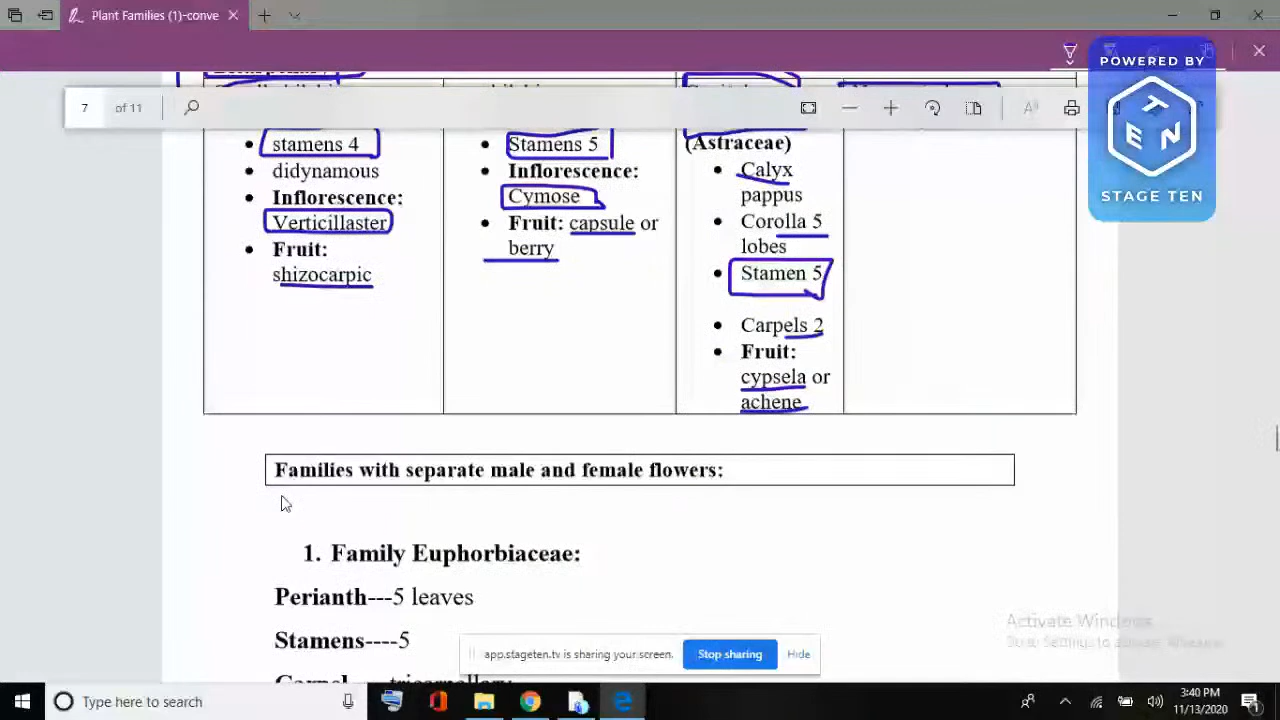 Plant Families (1)-conve
POWERED BY
TEN
STAGE TEN
7 of 11
stamens 4
didynamous
Inflorescence:
Verticillaster
Fruit:
shizocarpic
Stamens 5
Inflorescence:
Cymose
Fruit: capsule or
berry
(Astraceae)
Calyx
pappus
Corolla 5
lobes
Stamen 5
Carpels 2
Fruit:
cypsela or
achene
Families with separate male and female flowers:
1. Family Euphorbiaceae:
Perianth---5 leaves
Stamens----5
Activate Windows
app.stageten.tv is sharing your screen.
Stop sharing
Hide
Type here to search
3:40 PM
11/13/2020